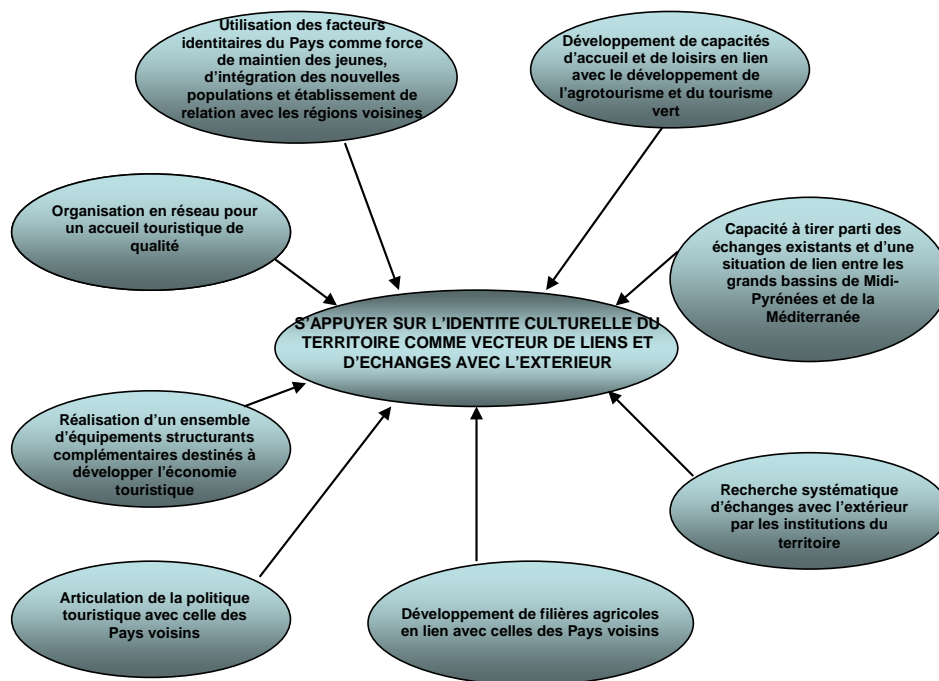 Utilisation des facteurs
identitaires du Pays comme force
de maintien des jeunes,
d'intégration des nouvelles
populations et établissement de
relation avec les régions voisines
Développement de capacités
d'accueil et de loisirs en lien
avec le développement de
l'agrotourisme et du tourisme
vert
Organisation en réseau pour
un accueil touristique de
qualité
Capacité à tirer parti des
échanges existants et d'une
situation de lien entre les
grands bassins de Midi-
Pyrénées et de la
Méditerranée
S'APPUYER SUR L'IDENTITE CULTURELLE DU
TERRITOIRE COMME VECTEUR DE LIENS ET
D'ECHANGES AVEC L'EXTERIEUR
Réalisation d'un ensemble
d'équipements structurants
complémentaires destinés à
développer l'économie
touristique
Recherche systématique
d'échanges avec l'extérieur
par les institutions du
territoire
Articulation de la politique
touristique avec celle des
Pays voisins
Développement de filières agricoles
en lien avec celles des Pays voisins